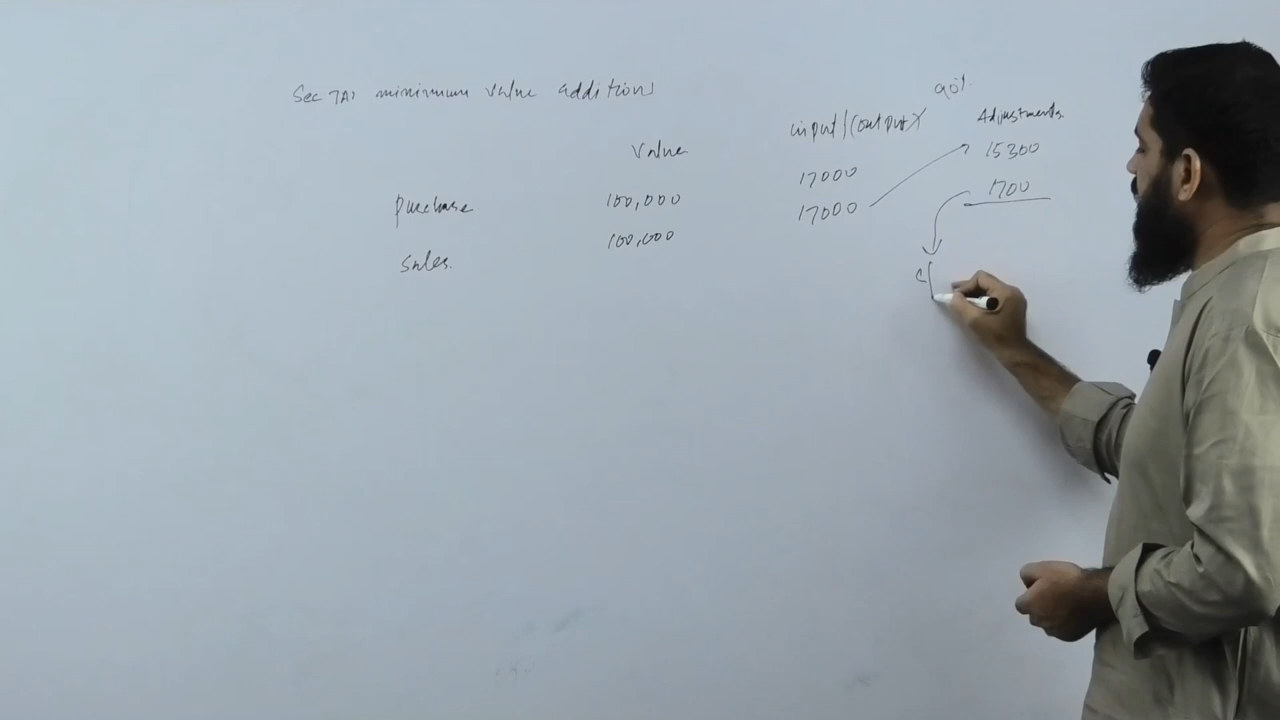 Sec 7A: minimum value addition
90%
Value input/(output) Adjustments
purchase 100,000 17000 15300
sales 100,000 17000 1700
c/